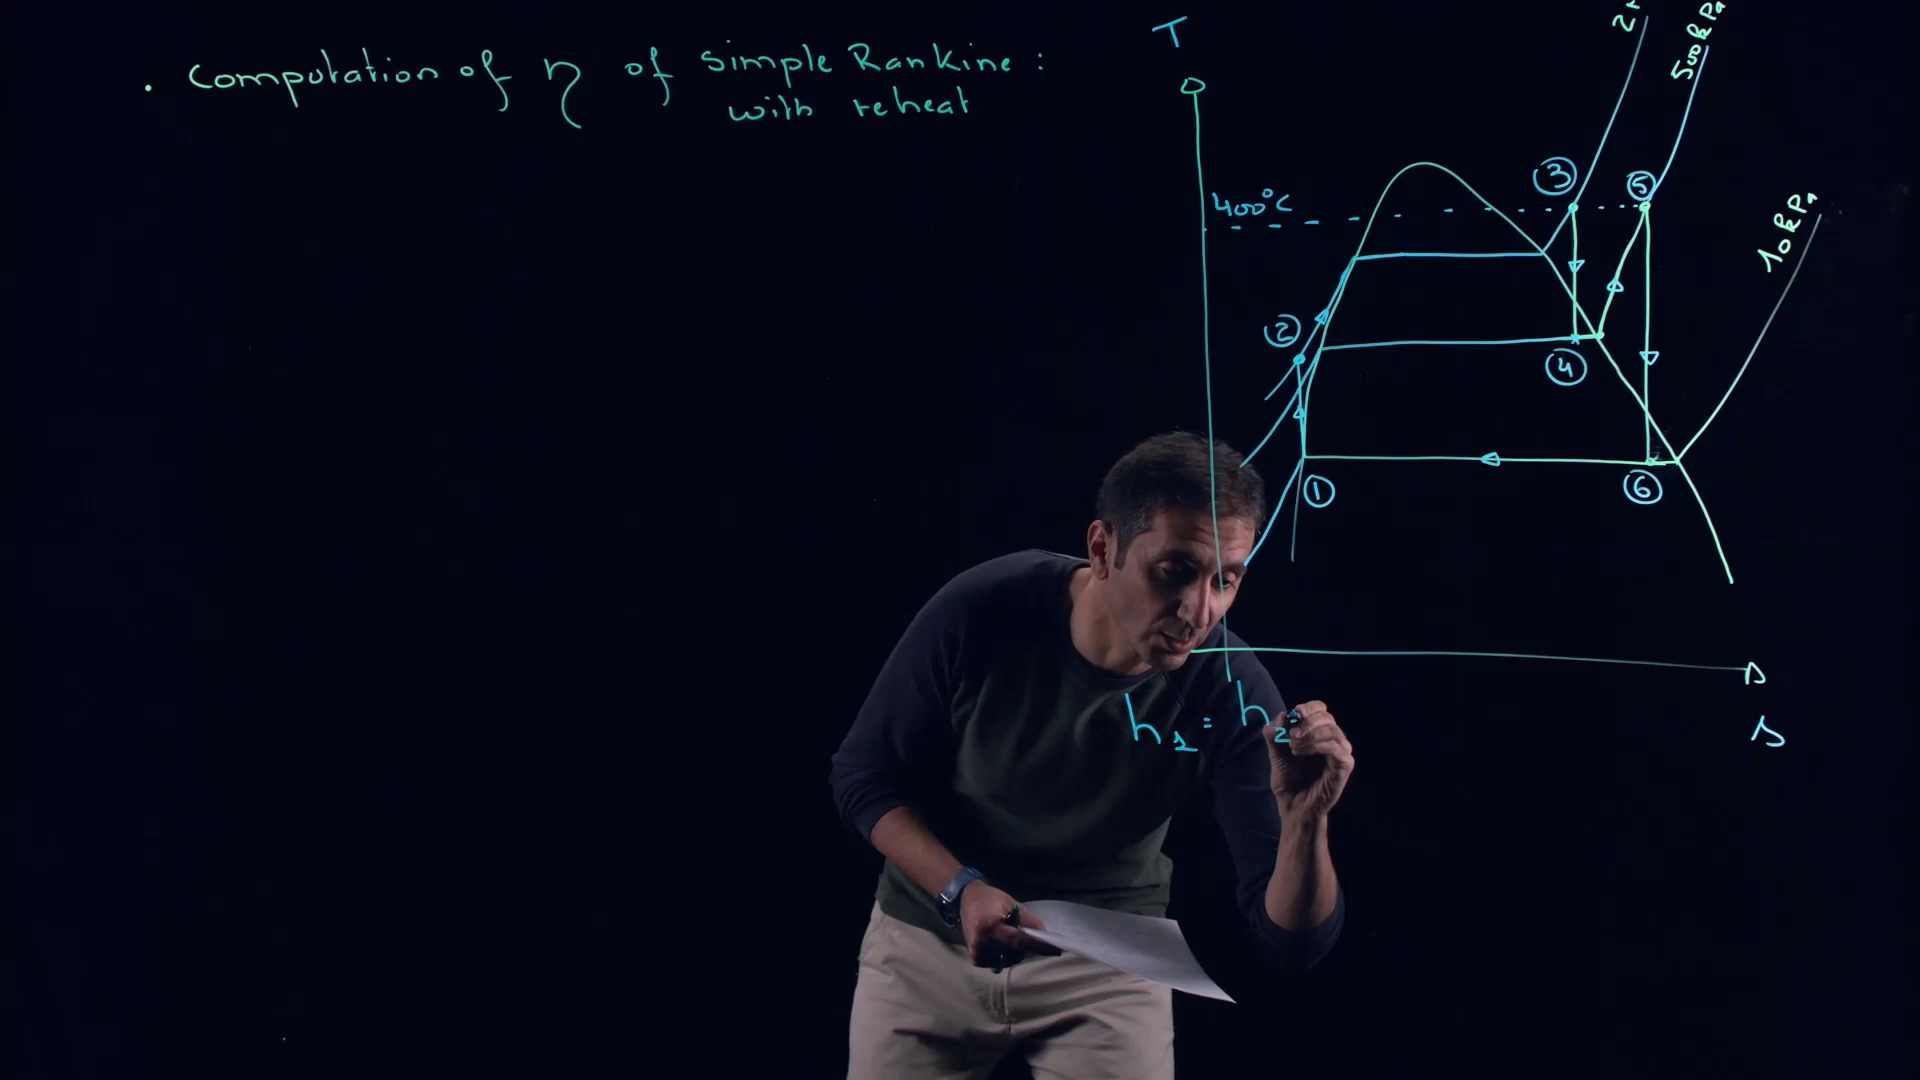 . Computation of η of simple Rankine :
with reheat
T
500kPa
10kPa
400°C
③
⑤
②
④
①
⑥
h1 = h2
s